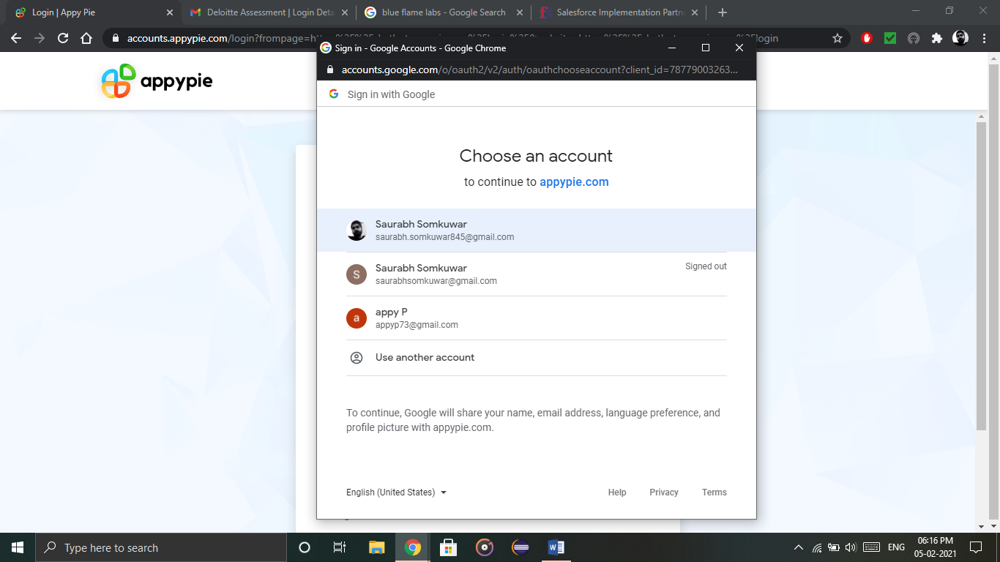 Login | Appy Pie
Deloitte Assessment | Login Deta
blue flame labs - Google Search
Salesforce Implementation Partne
accounts.appypie.com/login?frompage=
login
Sign in - Google Accounts - Google Chrome
accounts.google.com/o/oauth2/v2/auth/oauthchooseaccount?client_id=78779003263...
appypie
Sign in with Google
Choose an account
to continue to appypie.com
Saurabh Somkuwar
saurabh.somkuwar845@gmail.com
S
Saurabh Somkuwar
Signed out
saurabhsomkuwar@gmail.com
a
appy P
appyp73@gmail.com
Use another account
To continue, Google will share your name, email address, language preference, and
profile picture with appypie.com.
English (United States)
Help
Privacy
Terms
Type here to search
ENG
06:16 PM
05-02-2021